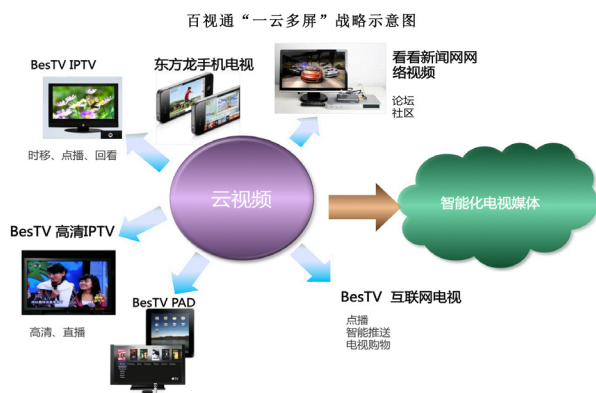 百视通“一云多屏”战略示意图
BesTV IPTV
时移、点播、回看
东方龙手机电视
看看新闻网网
络视频
论坛
社区
云视频
智能化电视媒体
BesTV 高清IPTV
高清、直播
BesTV PAD
BesTV 互联网电视
点播
智能推送
电视购物